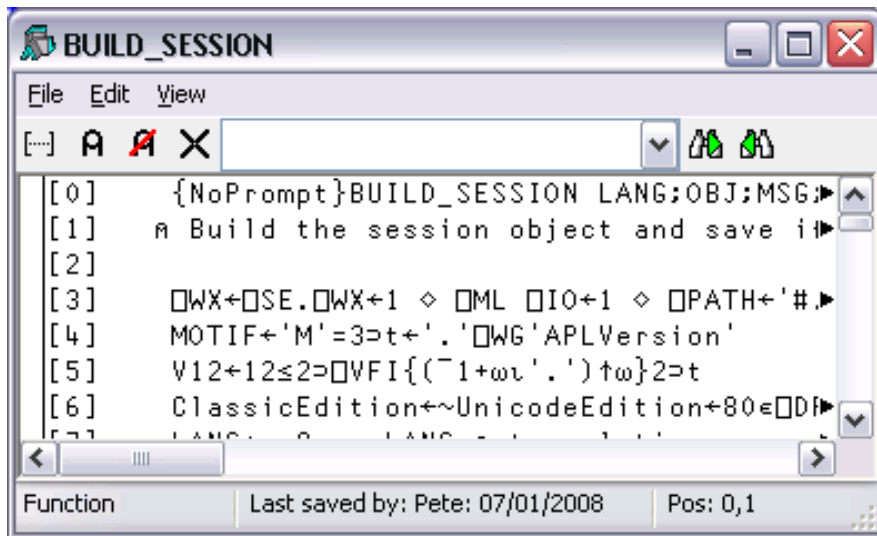 BUILD_SESSION
File Edit View
[0] {NoPrompt}BUILD_SESSION LANG;OBJ;MSG;
[1] ⍝ Build the session object and save i
[2]
[3] ⎕WX←⎕SE.⎕WX←1 ⋄ ⎕ML ⎕IO←1 ⋄ ⎕PATH←'#.
[4] MOTIF←'M'=3⊃t←'.'⎕WG'APLVersion'
[5] V12←12≤2⊃⎕VFI{(¯1+⍵⍳'.')↑⍵}2⊃t
[6] ClassicEdition←~UnicodeEdition←80∊⎕D
Function Last saved by: Pete: 07/01/2008 Pos: 0,1